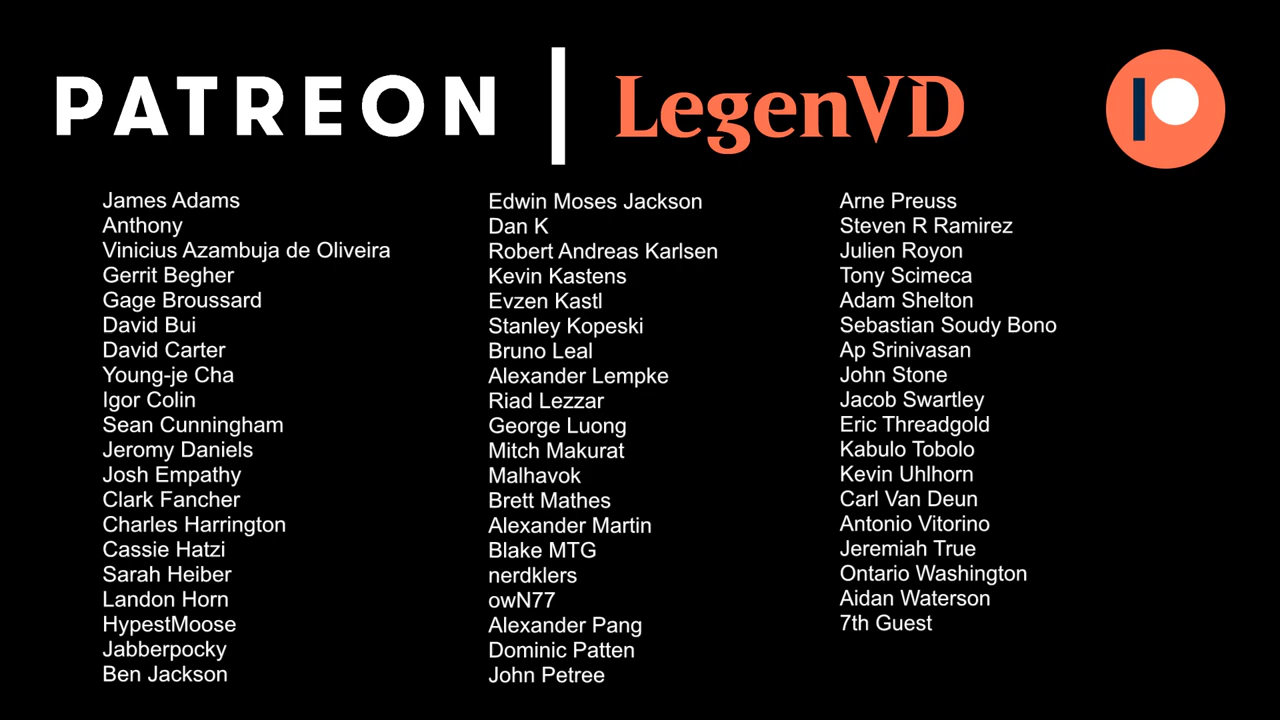 PATREON | LegenVD
James Adams
Anthony
Vinicius Azambuja de Oliveira
Gerrit Begher
Gage Broussard
David Bui
David Carter
Young-je Cha
Igor Colin
Sean Cunningham
Jeromy Daniels
Josh Empathy
Clark Fancher
Charles Harrington
Cassie Hatzi
Sarah Heiber
Landon Horn
HypestMoose
Jabberpocky
Ben Jackson
Edwin Moses Jackson
Dan K
Robert Andreas Karlsen
Kevin Kastens
Evzen Kastl
Stanley Kopeski
Bruno Leal
Alexander Lempke
Riad Lezzar
George Luong
Mitch Makurat
Malhavok
Brett Mathes
Alexander Martin
Blake MTG
nerdklers
owN77
Alexander Pang
Dominic Patten
John Petree
Arne Preuss
Steven R Ramirez
Julien Royon
Tony Scimeca
Adam Shelton
Sebastian Soudy Bono
Ap Srinivasan
John Stone
Jacob Swartley
Eric Threadgold
Kabulo Tobolo
Kevin Uhlhorn
Carl Van Deun
Antonio Vitorino
Jeremiah True
Ontario Washington
Aidan Waterson
7th Guest